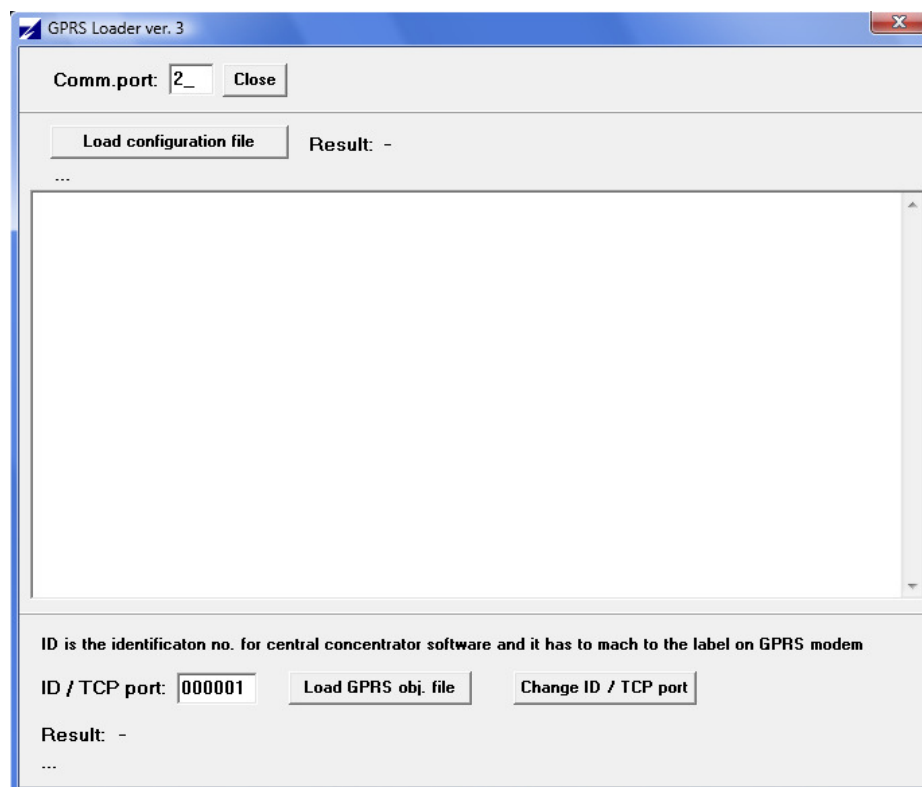 GPRS Loader ver. 3
Comm.port: 2_ Close
Load configuration file Result: -
...
ID is the identificaton no. for central concentrator software and it has to mach to the label on GPRS modem
ID / TCP port: 000001 Load GPRS obj. file Change ID / TCP port
Result: -
...